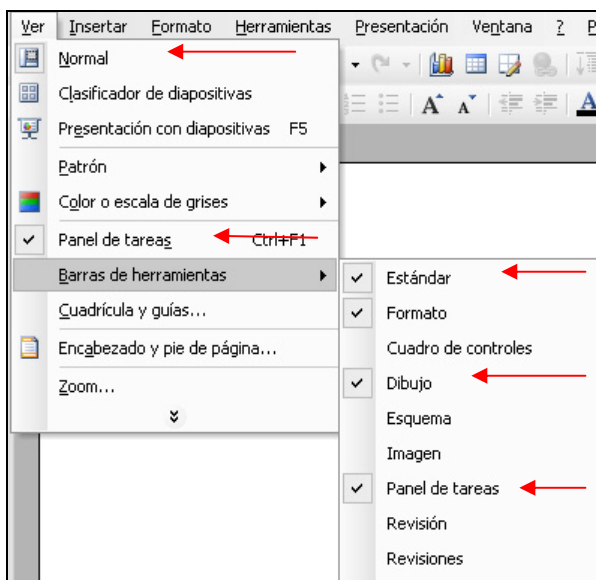 Ver Insertar Formato Herramientas Presentación Ventana ? P
Normal
Clasificador de diapositivas
Presentación con diapositivas F5
Patrón
Color o escala de grises
Panel de tareas Ctrl+F1
Barras de herramientas
Cuadrícula y guías...
Encabezado y pie de página...
Zoom...
Estándar
Formato
Cuadro de controles
Dibujo
Esquema
Imagen
Panel de tareas
Revisión
Revisiones